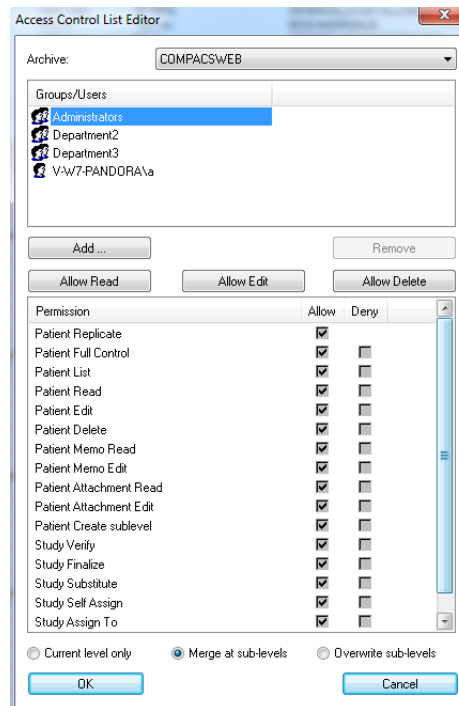 Access Control List Editor
Archive: COMPACSWEB
Groups/Users
Administrators
Department2
Department3
V-W7-PANDORA\a
Add ... Remove
Allow Read Allow Edit Allow Delete
Permission Allow Deny
Patient Replicate
Patient Full Control
Patient List
Patient Read
Patient Edit
Patient Delete
Patient Memo Read
Patient Memo Edit
Patient Attachment Read
Patient Attachment Edit
Patient Create sublevel
Study Verify
Study Finalize
Study Substitute
Study Self Assign
Study Assign To
Current level only Merge at sub-levels Overwrite sub-levels
OK Cancel